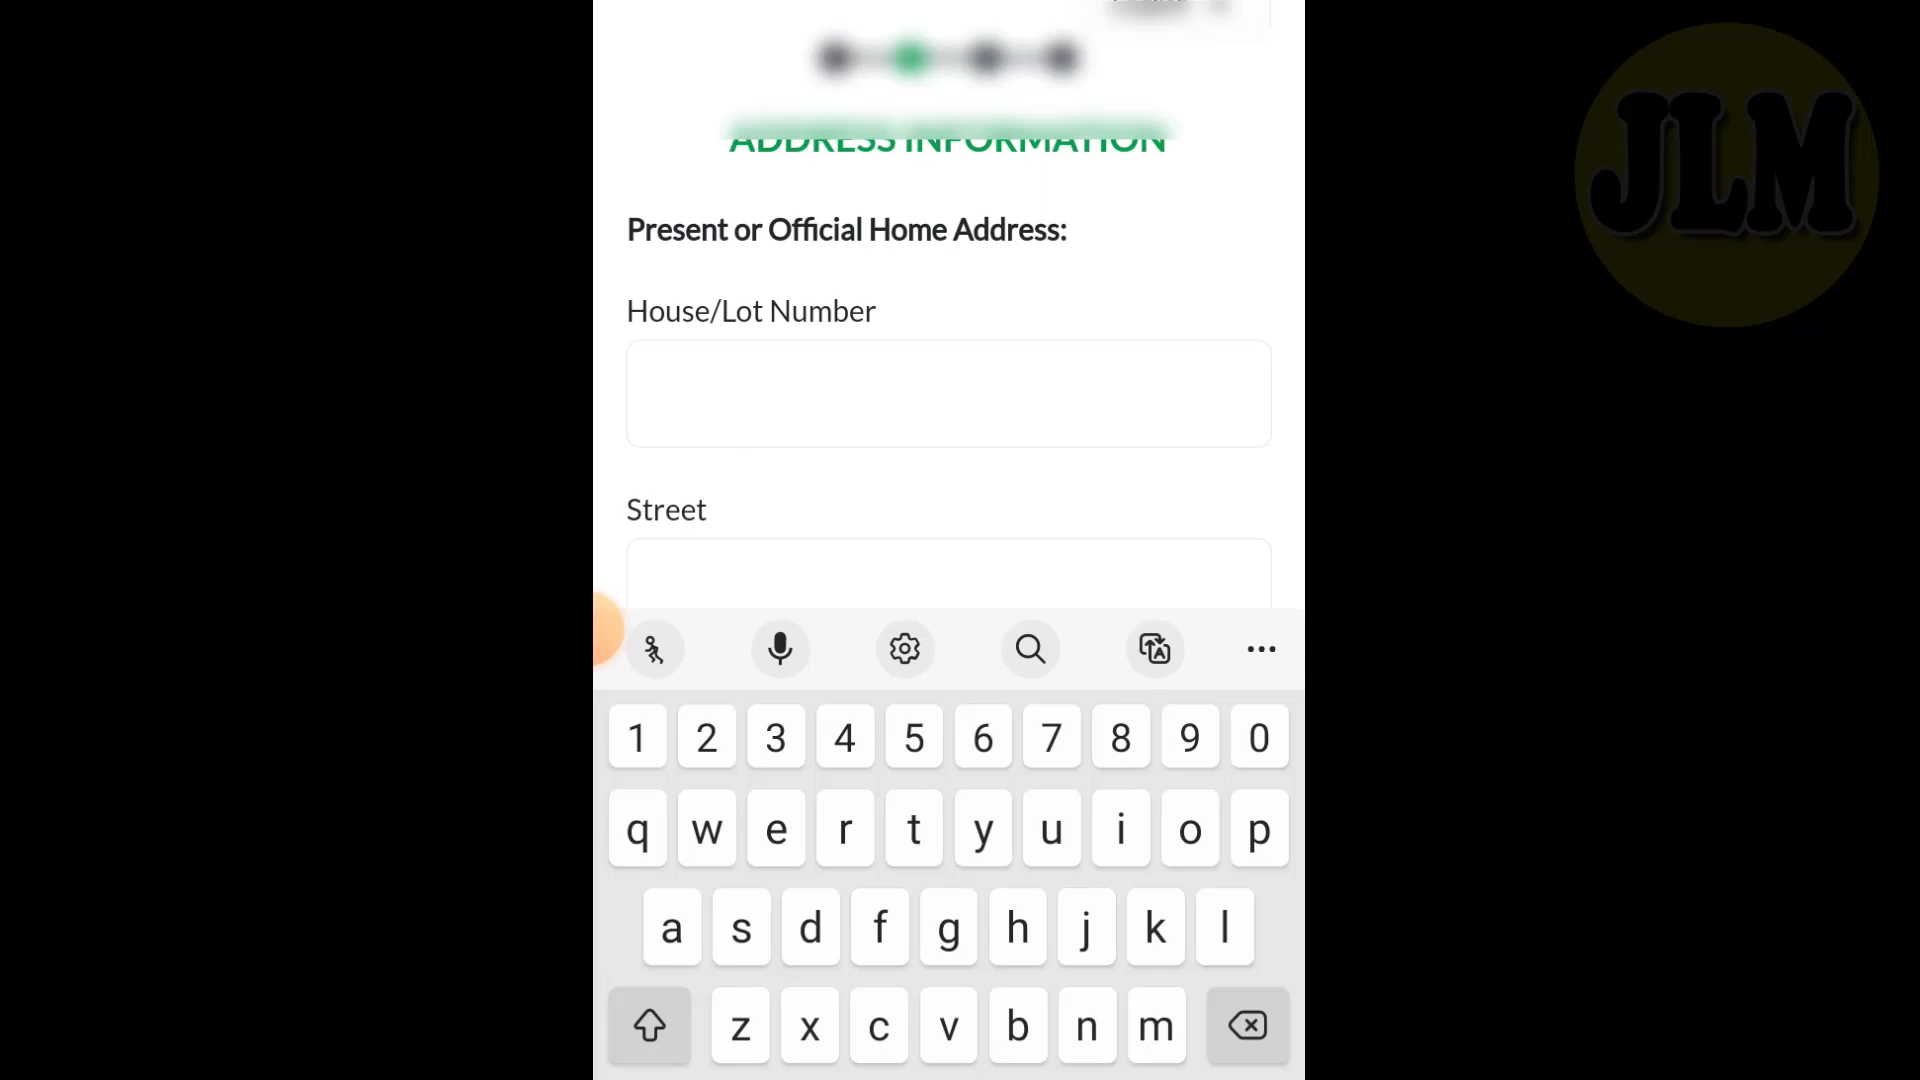 ADDRESS INFORMATION
JLM
Present or Official Home Address:
House/Lot Number
Street
1 2 3 4 5 6 7 8 9 0
q w e r t y u i o p
a s d f g h j k l
z x c v b n m